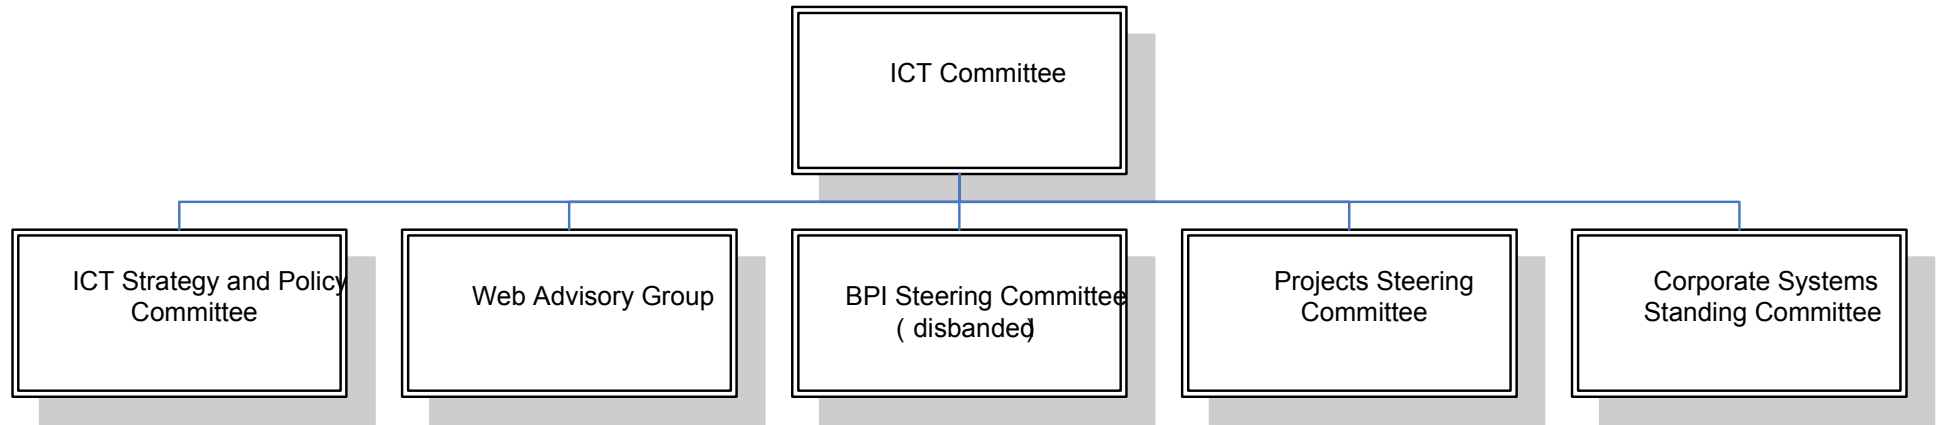 ICT Committee
ICT Strategy and Policy
Committee
Web Advisory Group
BPI Steering Committee
( disbanded)
Projects Steering
Committee
Corporate Systems
Standing Committee